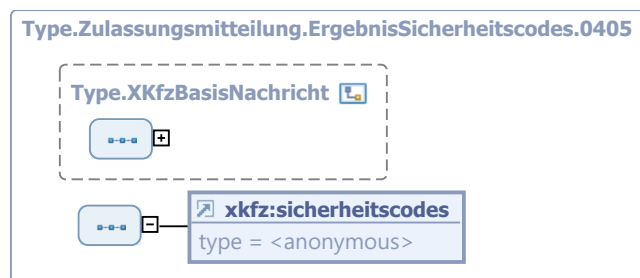 Type.Zulassungsmitteilung.ErgebnisSicherheitscodes.0405
Type.XKfzBasisNachricht
xkfz:sicherheitscodes
type = <anonymous>